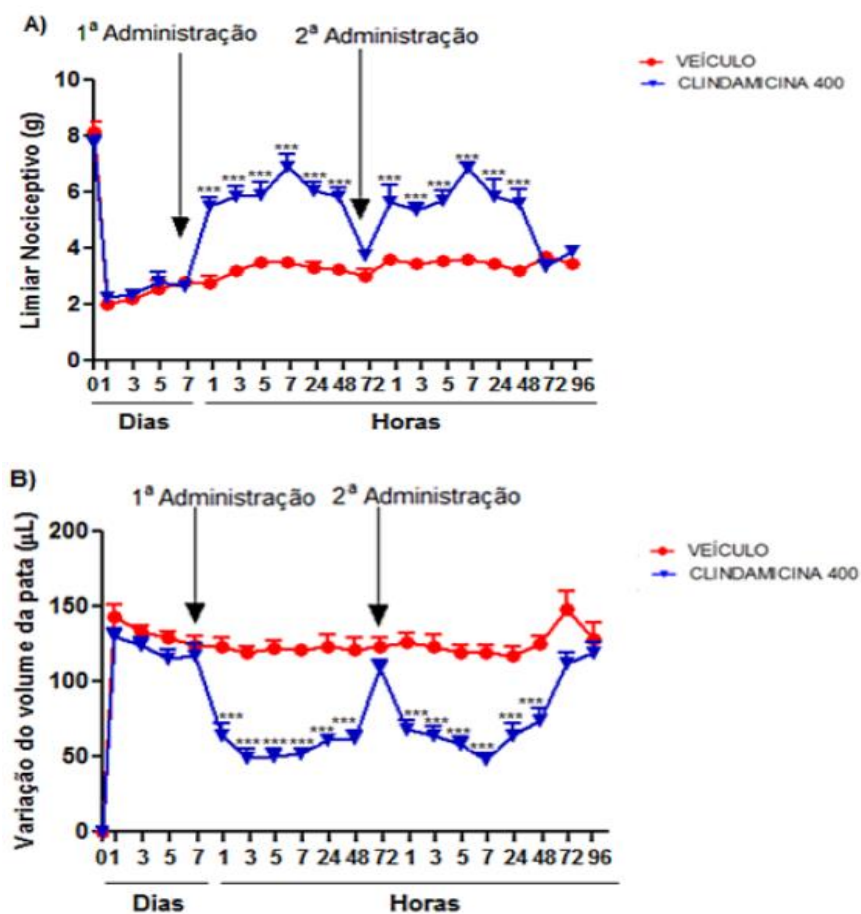 A)
1ª Administração
2ª Administração
VEÍCULO
CLINDAMICINA 400
Limiar Nociceptivo (g)
10
8
6
4
2
0
*** *** *** *** *** *** *** *** *** *** *** ***
0 1 3 5 7 1 3 5 7 24 48 72 1 3 5 7 24 48 72 96
Dias Horas
B)
1ª Administração
2ª Administração
VEÍCULO
CLINDAMICINA 400
Variação do volume da pata (µL)
200
150
100
50
0
*** *** *** *** *** *** *** *** *** *** *** ***
0 1 3 5 7 1 3 5 7 24 48 72 1 3 5 7 24 48 72 96
Dias Horas